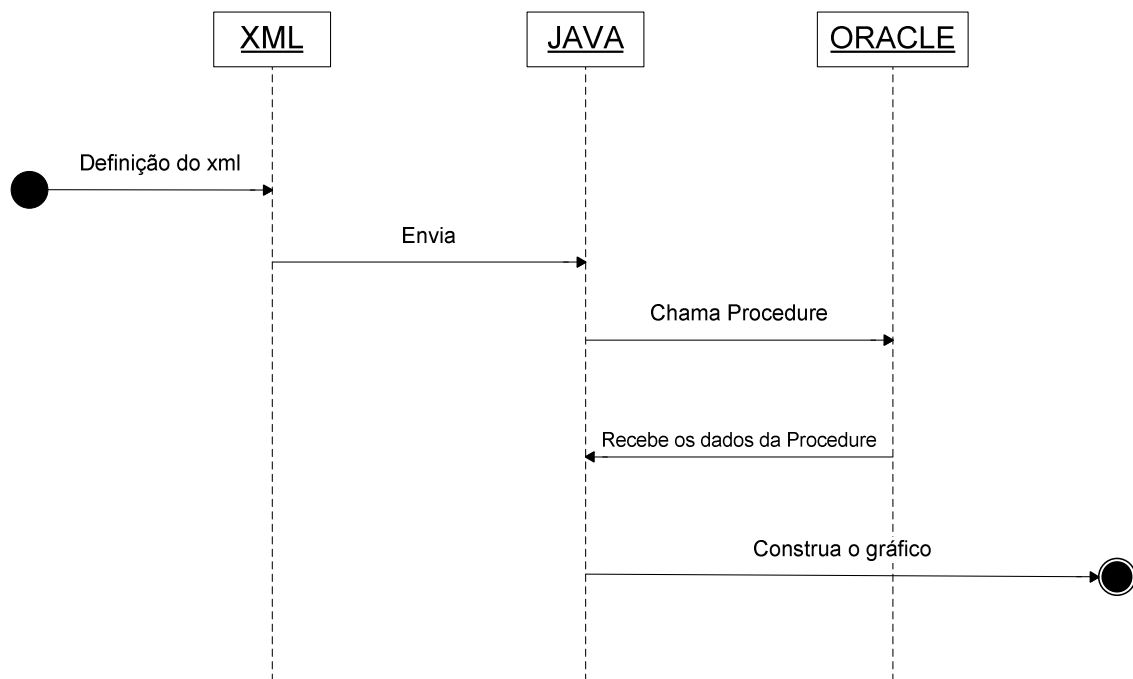 XML
JAVA
ORACLE
Definição do xml
Envia
Chama Procedure
Recebe os dados da Procedure
Construa o gráfico